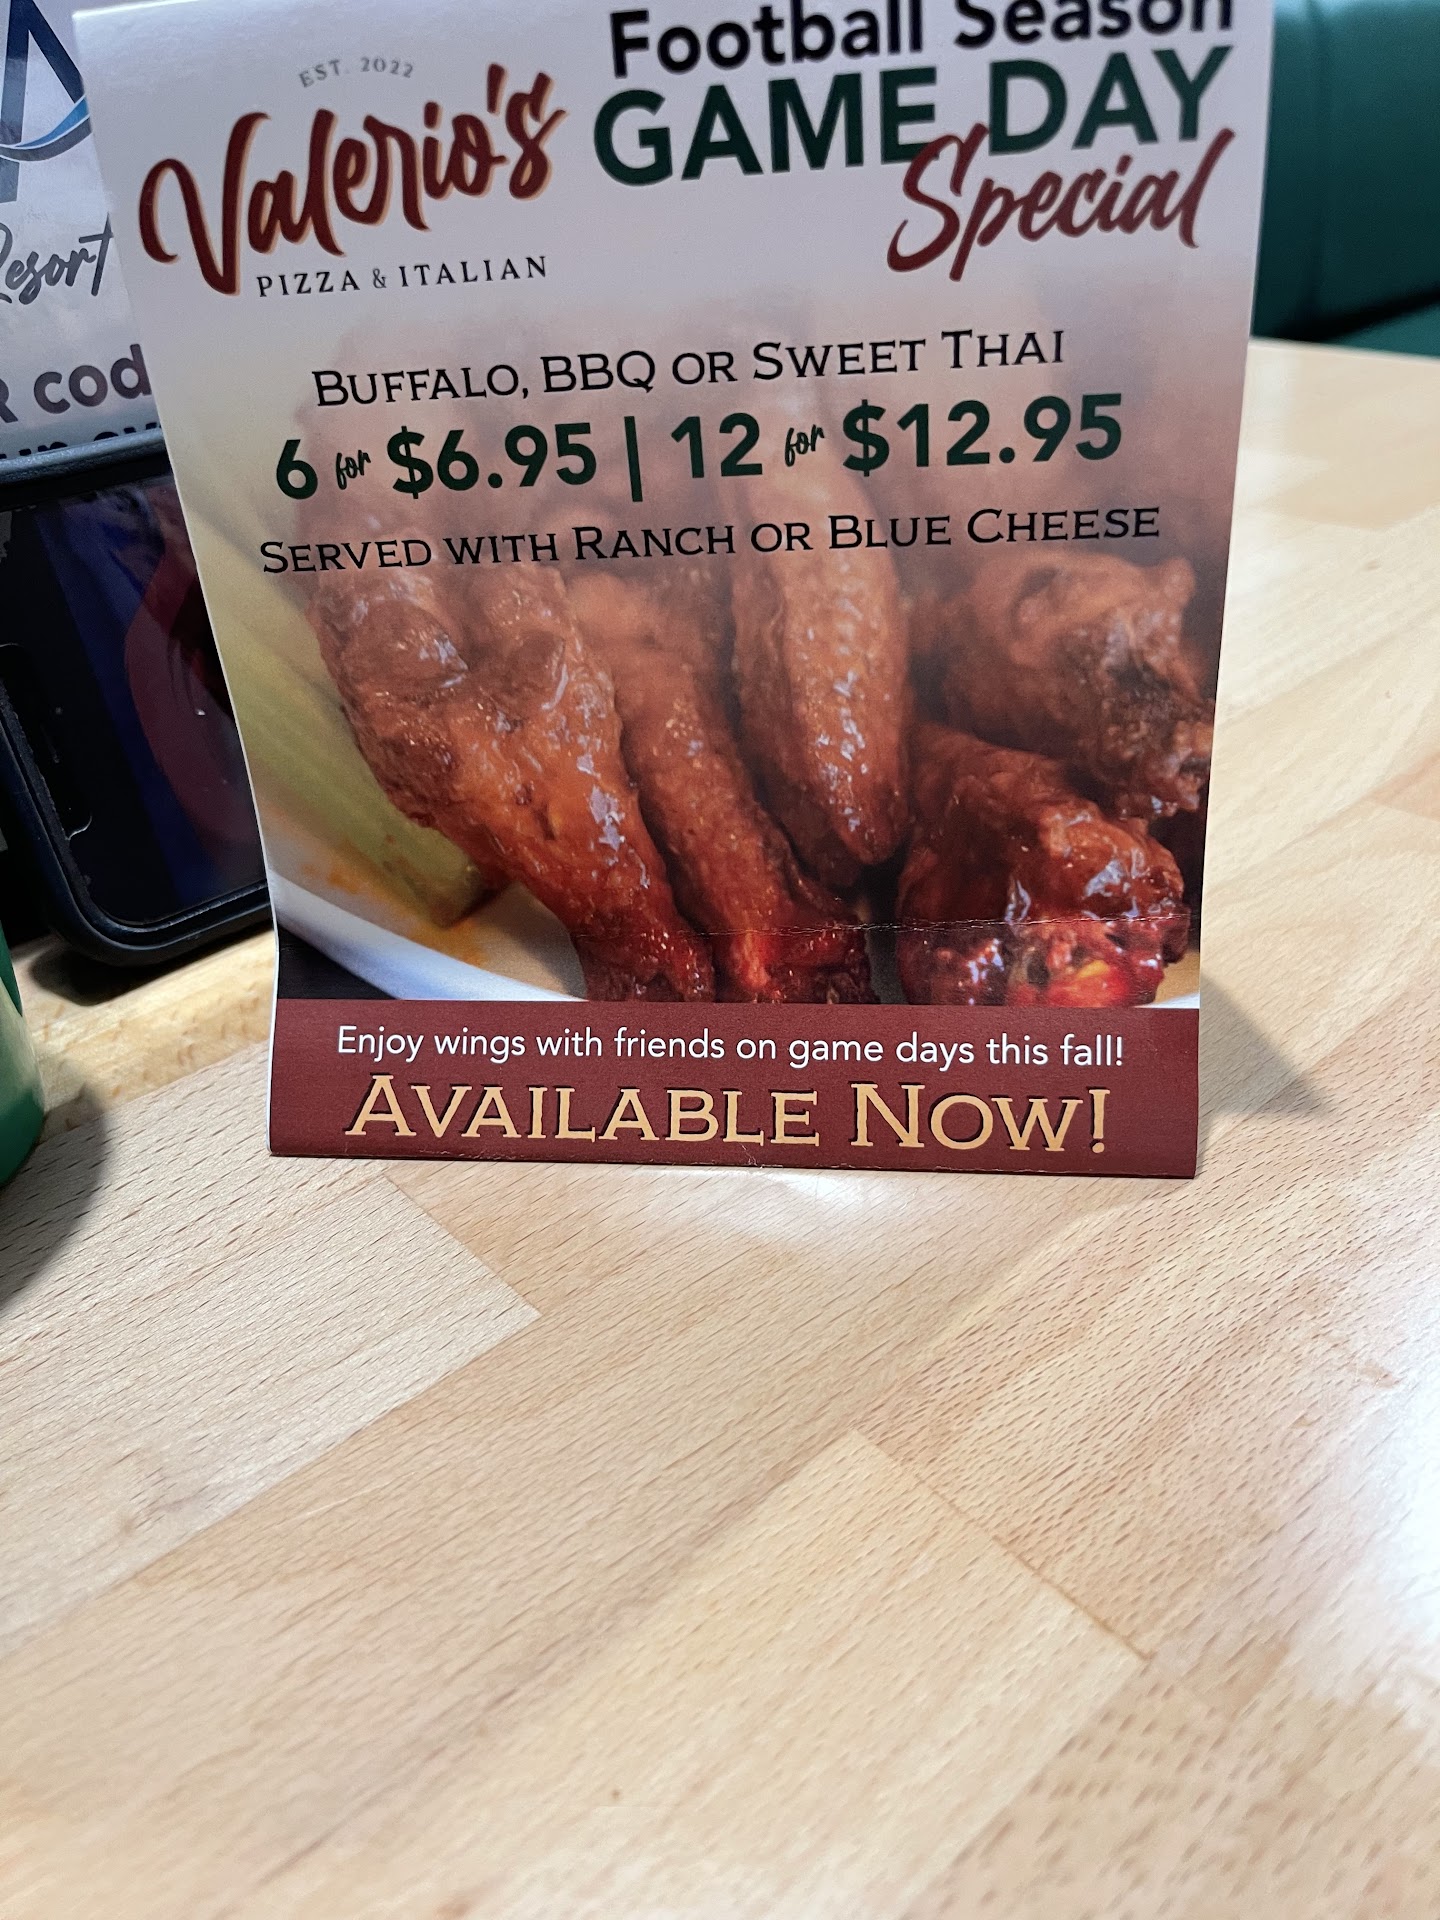 Football Season
EST. 2022
GAME DAY
Valerio's
Special
PIZZA & ITALIAN
Resort
BUFFALO, BBQ OR SWEET THAI
6 for $6.95 | 12 for $12.95
SERVED WITH RANCH OR BLUE CHEESE
Enjoy wings with friends on game days this fall!
AVAILABLE NOW!